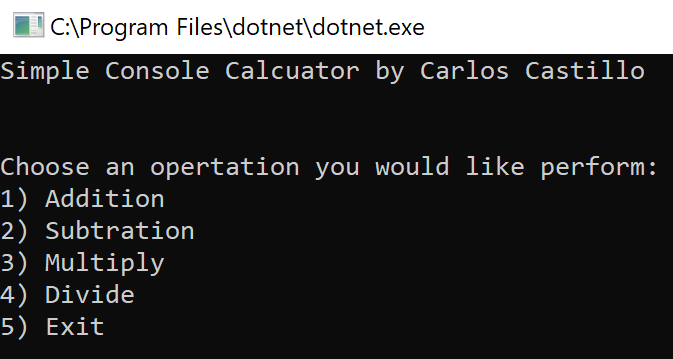 C:\Program Files\dotnet\dotnet.exe
Simple Console Calcuator by Carlos Castillo
Choose an opertation you would like perform:
1) Addition
2) Subtration
3) Multiply
4) Divide
5) Exit